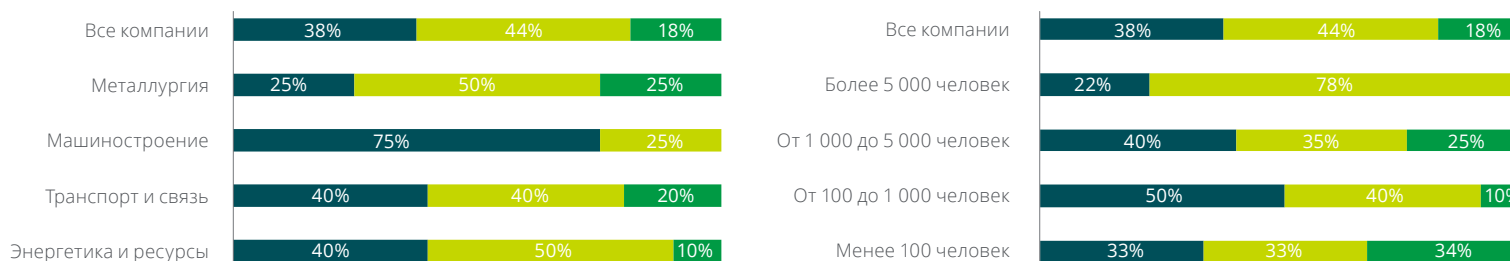 Все компании 38% 44% 18%
Металлургия 25% 50% 25%
Машиностроение 75% 25%
Транспорт и связь 40% 40% 20%
Энергетика и ресурсы 40% 50% 10%
Все компании 38% 44% 18%
Более 5 000 человек 22% 78%
От 1 000 до 5 000 человек 40% 35% 25%
От 100 до 1 000 человек 50% 40% 10%
Менее 100 человек 33% 33% 34%